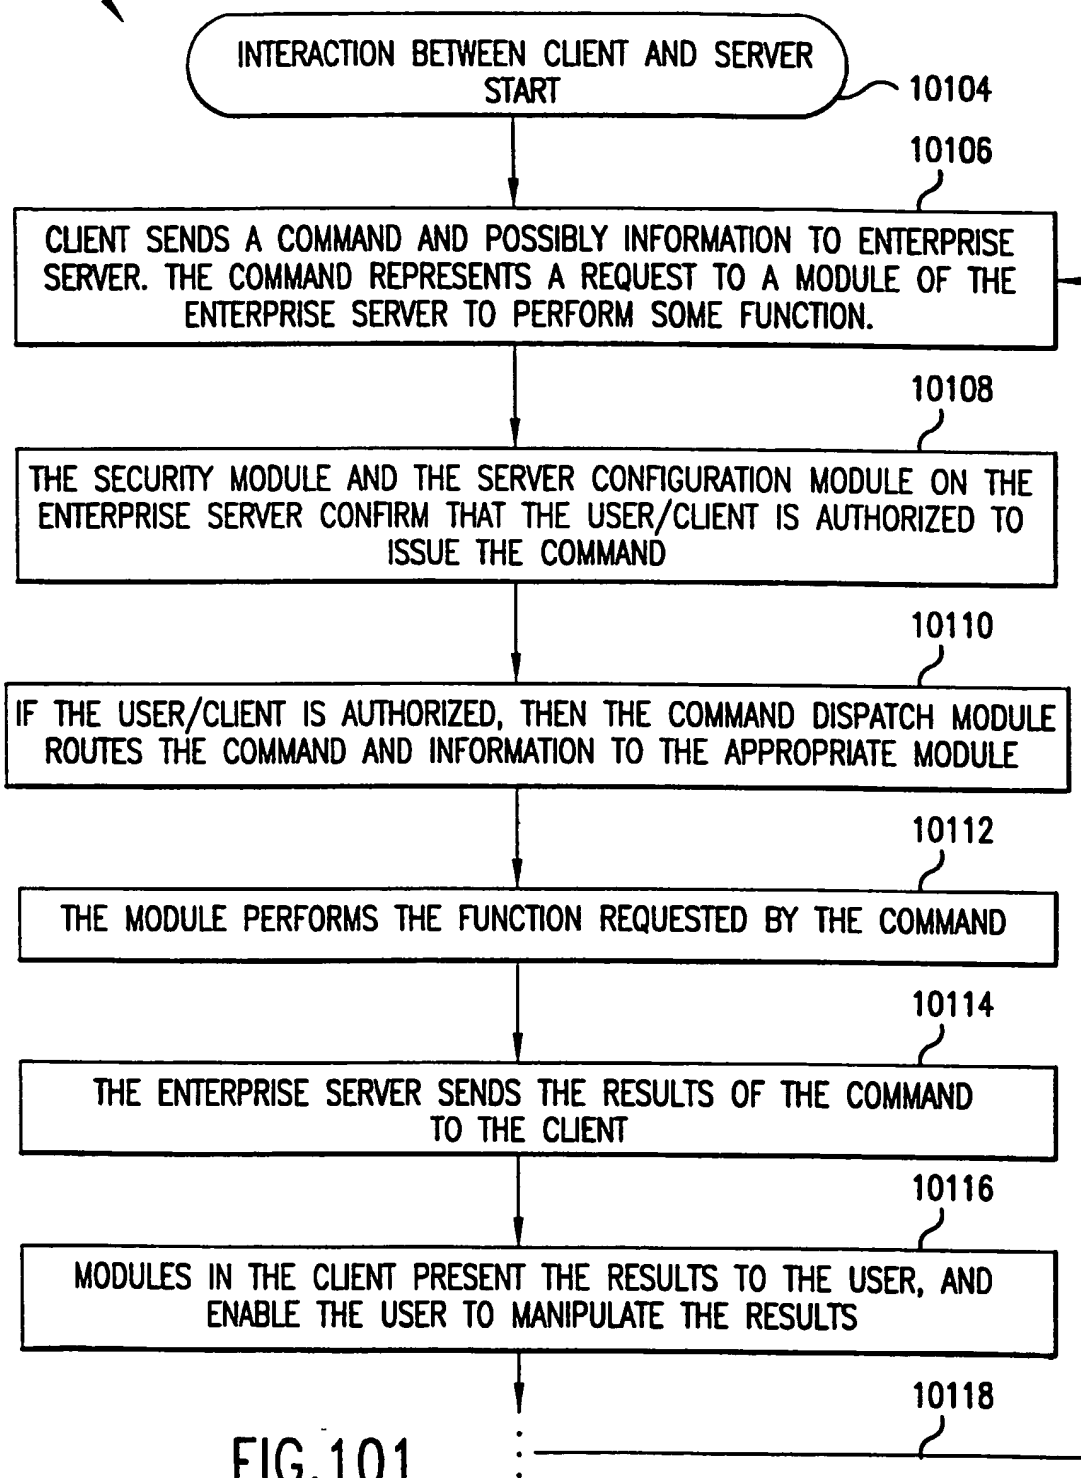 INTERACTION BETWEEN CLIENT AND SERVER
START
10104
10106
CLIENT SENDS A COMMAND AND POSSIBLY INFORMATION TO ENTERPRISE
SERVER. THE COMMAND REPRESENTS A REQUEST TO A MODULE OF THE
ENTERPRISE SERVER TO PERFORM SOME FUNCTION.
10108
THE SECURITY MODULE AND THE SERVER CONFIGURATION MODULE ON THE
ENTERPRISE SERVER CONFIRM THAT THE USER/CLIENT IS AUTHORIZED TO
ISSUE THE COMMAND
10110
IF THE USER/CLIENT IS AUTHORIZED, THEN THE COMMAND DISPATCH MODULE
ROUTES THE COMMAND AND INFORMATION TO THE APPROPRIATE MODULE
10112
THE MODULE PERFORMS THE FUNCTION REQUESTED BY THE COMMAND
10114
THE ENTERPRISE SERVER SENDS THE RESULTS OF THE COMMAND
TO THE CLIENT
10116
MODULES IN THE CLIENT PRESENT THE RESULTS TO THE USER, AND
ENABLE THE USER TO MANIPULATE THE RESULTS
10118
FIG.101